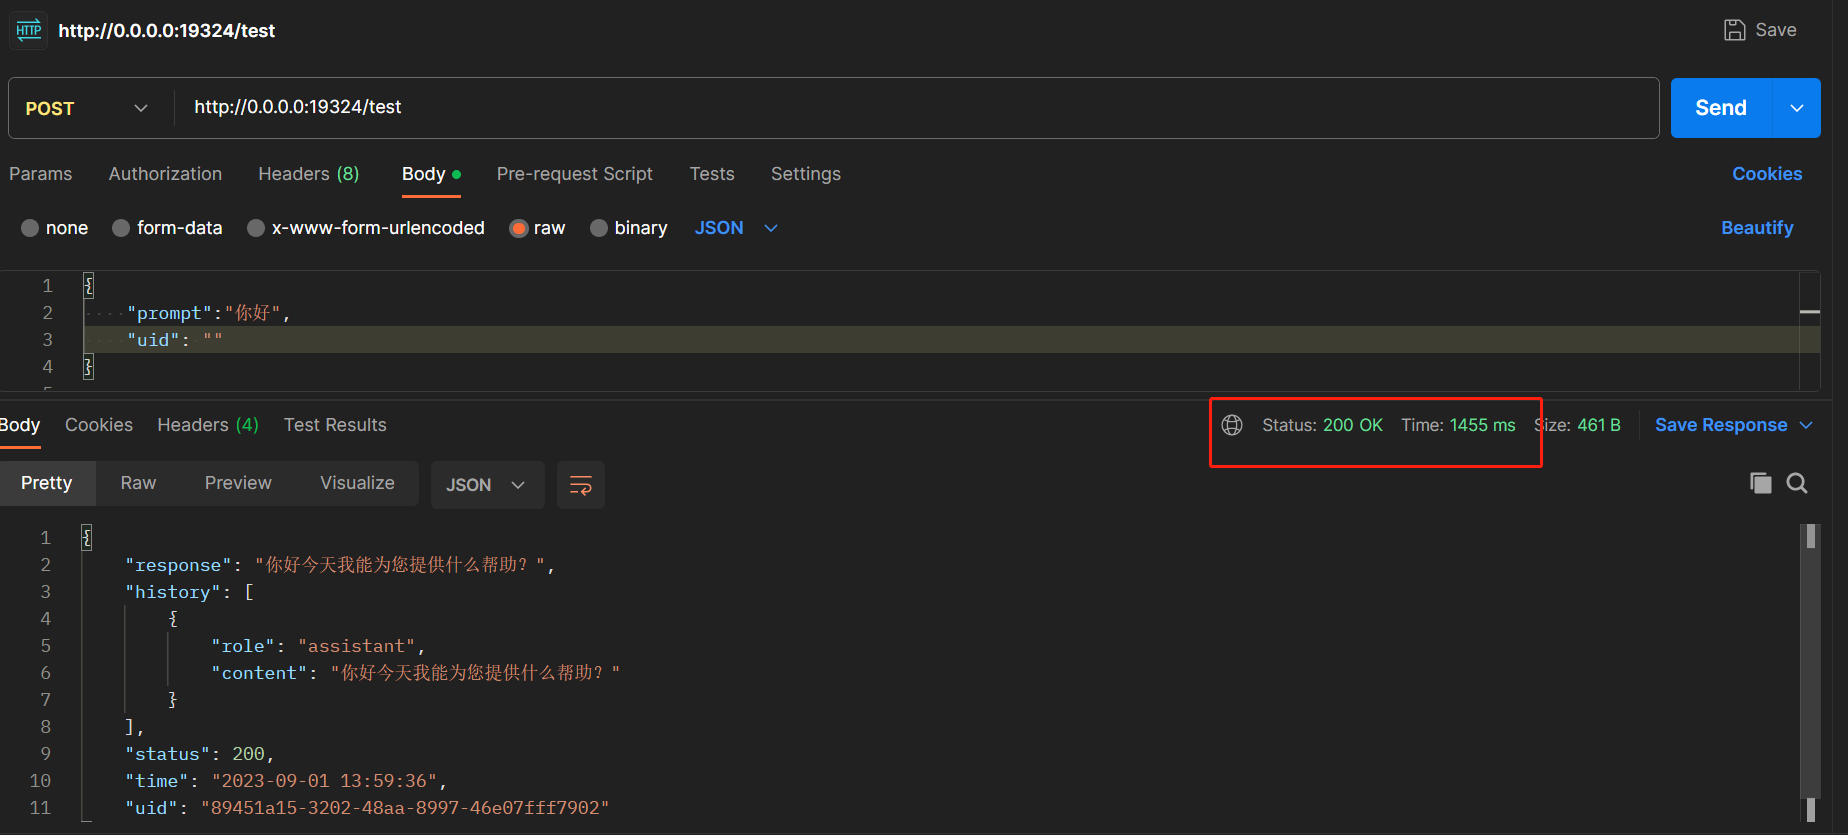 HTTP http://0.0.0.0:19324/test Save
POST http://0.0.0.0:19324/test Send
Params Authorization Headers (8) Body Pre-request Script Tests Settings Cookies
none form-data x-www-form-urlencoded raw binary JSON Beautify
1 {
2 "prompt":"你好",
3 "uid": ""
4 }
Body Cookies Headers (4) Test Results Status: 200 OK Time: 1455 ms Size: 461 B Save Response
Pretty Raw Preview Visualize JSON
1 {
2 "response": "你好今天我能为您提供什么帮助？",
3 "history": [
4 {
5 "role": "assistant",
6 "content": "你好今天我能为您提供什么帮助？"
7 }
8 ],
9 "status": 200,
10 "time": "2023-09-01 13:59:36",
11 "uid": "89451a15-3202-48aa-8997-46e07fff7902"